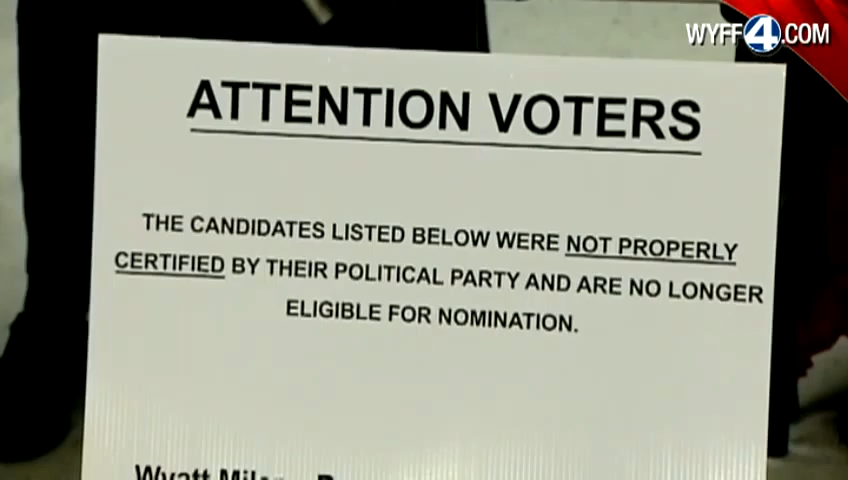 WYFF4.COM
ATTENTION VOTERS
THE CANDIDATES LISTED BELOW WERE NOT PROPERLY
CERTIFIED BY THEIR POLITICAL PARTY AND ARE NO LONGER
ELIGIBLE FOR NOMINATION.
Wyatt